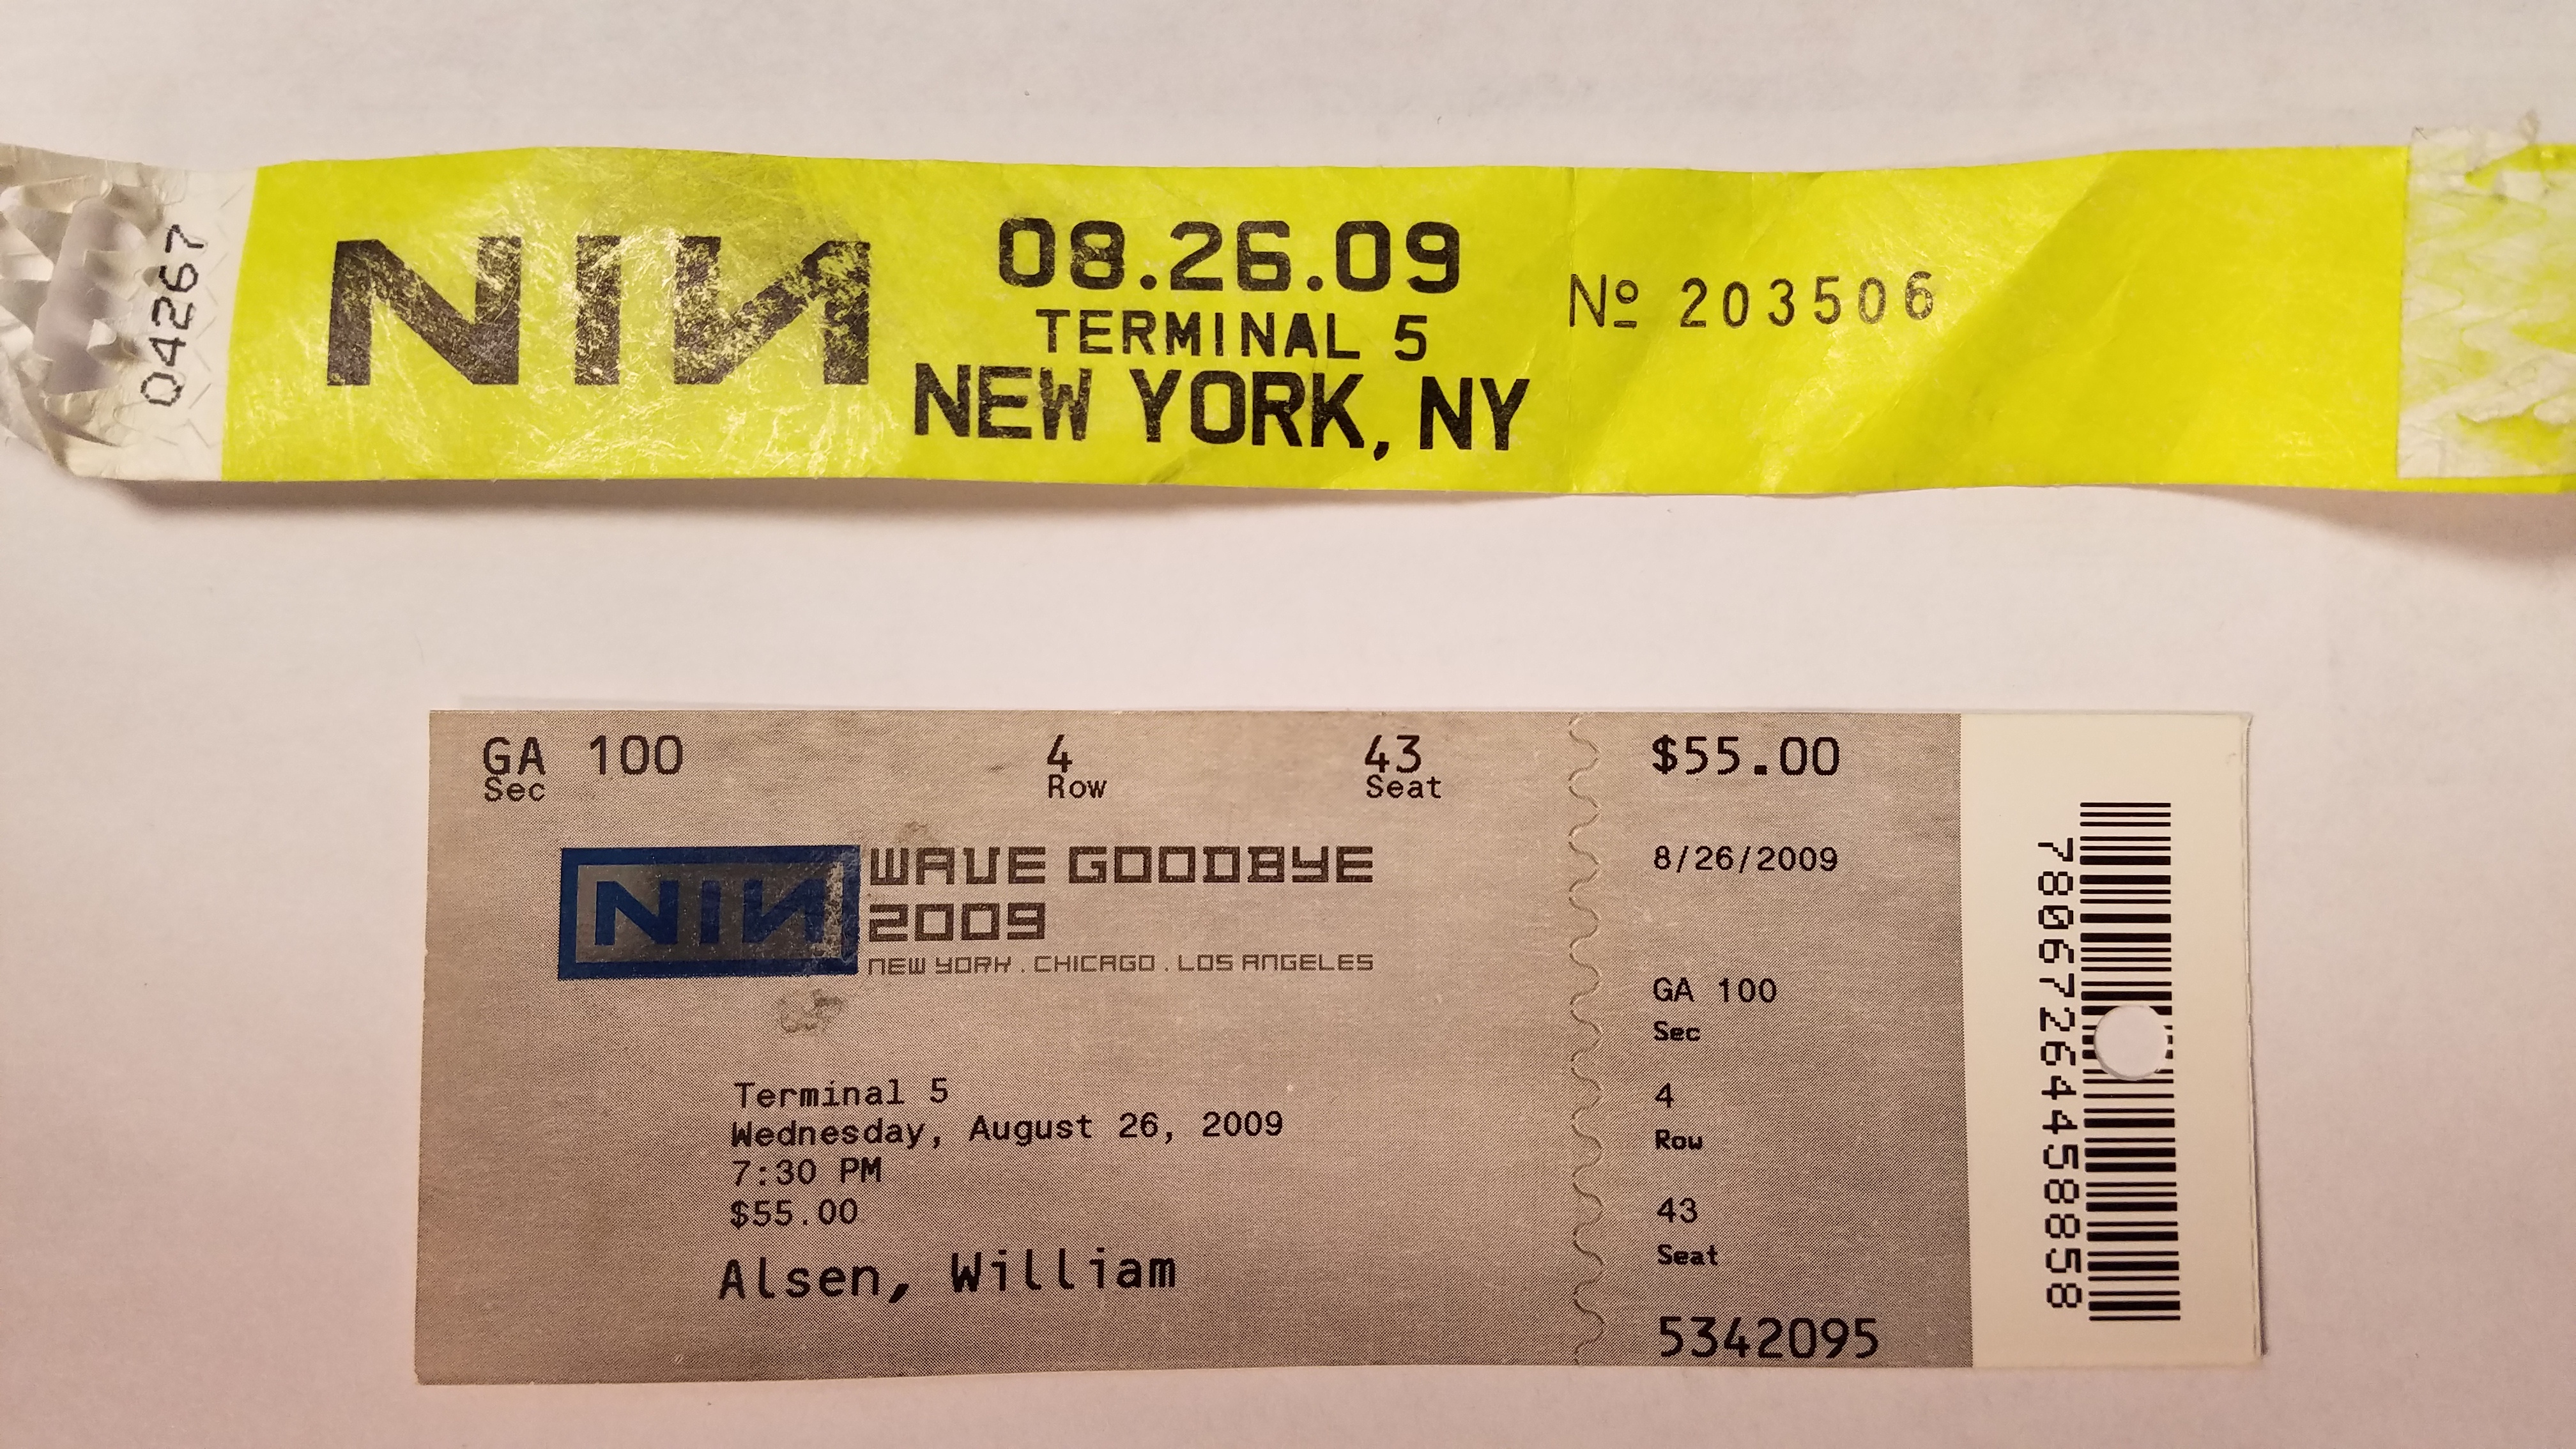 04267
NIN
08.26.09
TERMINAL 5
NEW YORK, NY
Nº 203506
GA 100
Sec
4
Row
43
Seat
NIN
WAVE GOODBYE
2009
NEW YORK . CHICAGO . LOS ANGELES
Terminal 5
Wednesday, August 26, 2009
7:30 PM
$55.00
Alsen, William
$55.00
8/26/2009
GA 100
Sec
4
Row
43
Seat
5342095
78067264458858